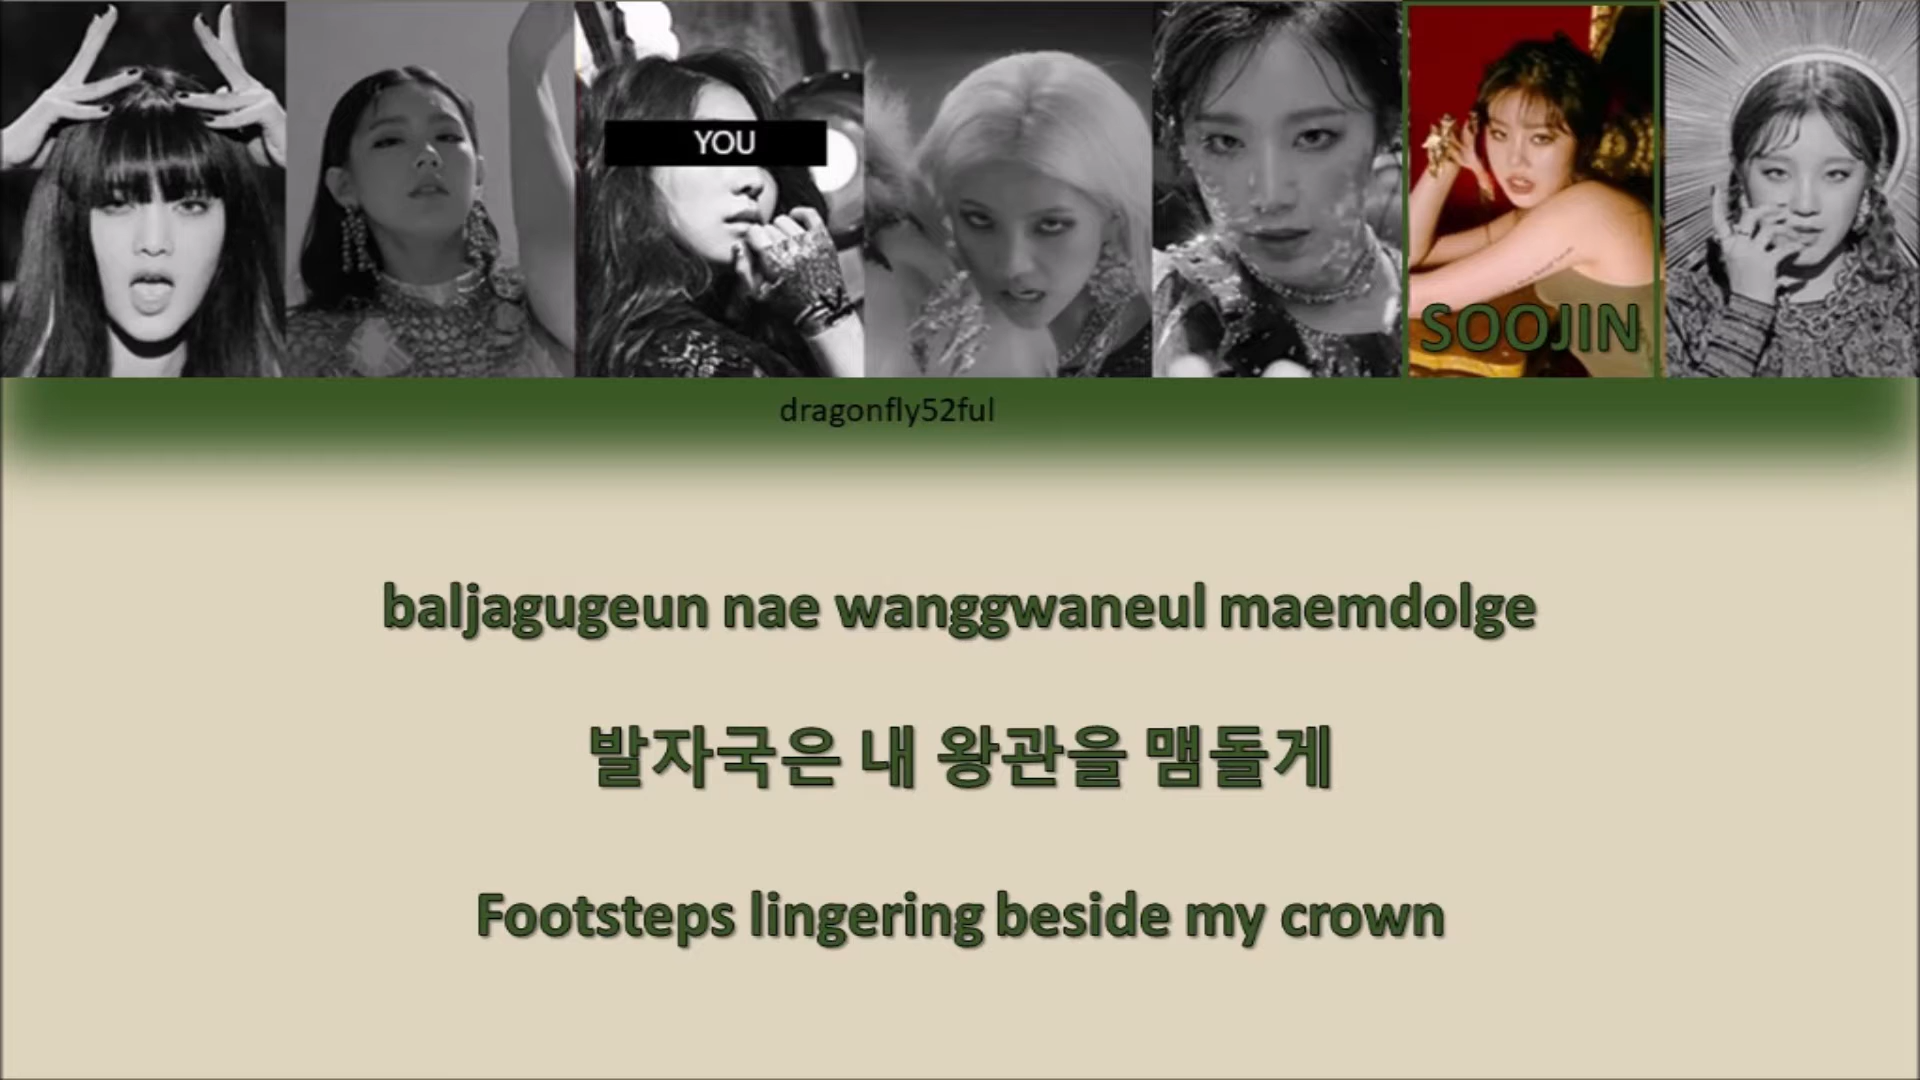 YOU
SOOJIN
dragonfly52ful
baljagugeun nae wanggwaneul maemdolge
발자국은 내 왕관을 맴돌게
Footsteps lingering beside my crown